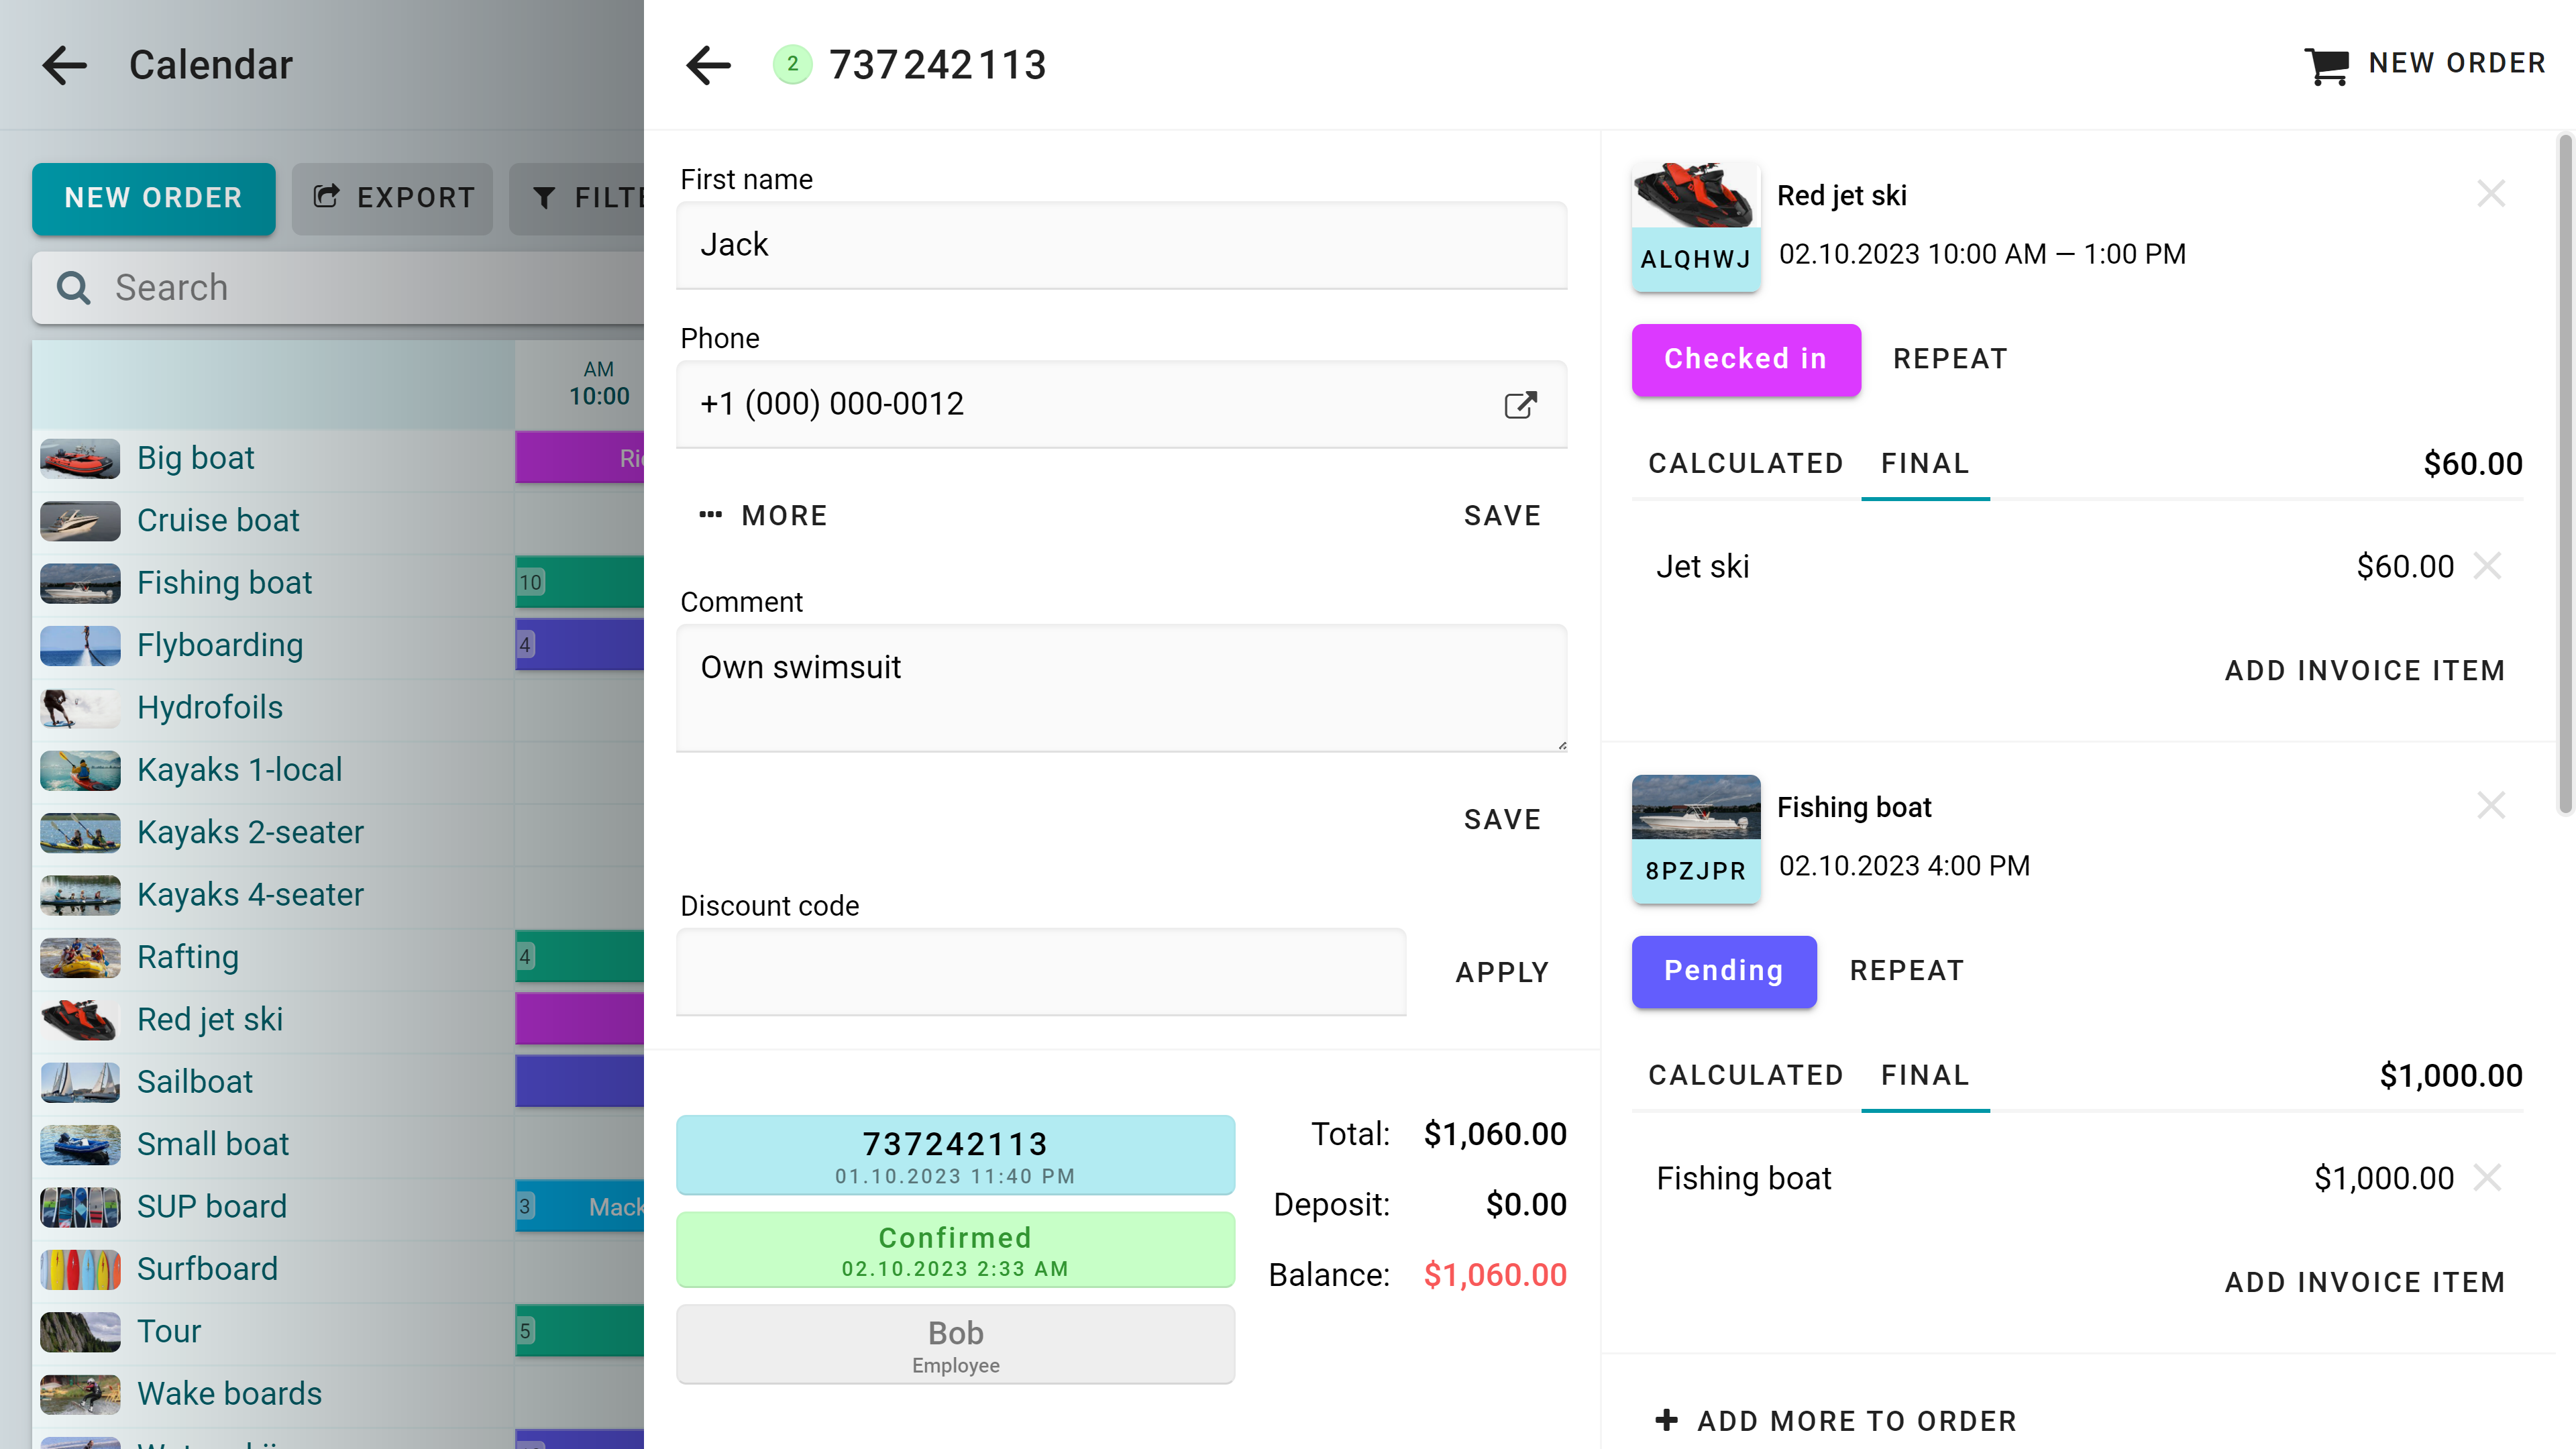 Calendar
NEW ORDER
EXPORT
Search
AM
10:00
Big boat
Cruise boat
Fishing boat
10
Flyboarding
4
Hydrofoils
Kayaks 1-local
Kayaks 2-seater
Kayaks 4-seater
Rafting
4
Red jet ski
Sailboat
Small boat
SUP board
3
Surfboard
Tour
5
Wake boards
2
737242113
NEW ORDER
First name
Jack
Phone
+1 (000) 000-0012
MORE
SAVE
Comment
Own swimsuit
SAVE
Discount code
APPLY
737242113
01.10.2023 11:40 PM
Confirmed
02.10.2023 2:33 AM
Bob
Employee
Total: $1,060.00
Deposit: $0.00
Balance: $1,060.00
Red jet ski
ALQHWJ
02.10.2023 10:00 AM — 1:00 PM
Checked in
REPEAT
CALCULATED
FINAL
$60.00
Jet ski
$60.00
ADD INVOICE ITEM
Fishing boat
8PZJPR
02.10.2023 4:00 PM
Pending
REPEAT
CALCULATED
FINAL
$1,000.00
Fishing boat
$1,000.00
ADD INVOICE ITEM
ADD MORE TO ORDER